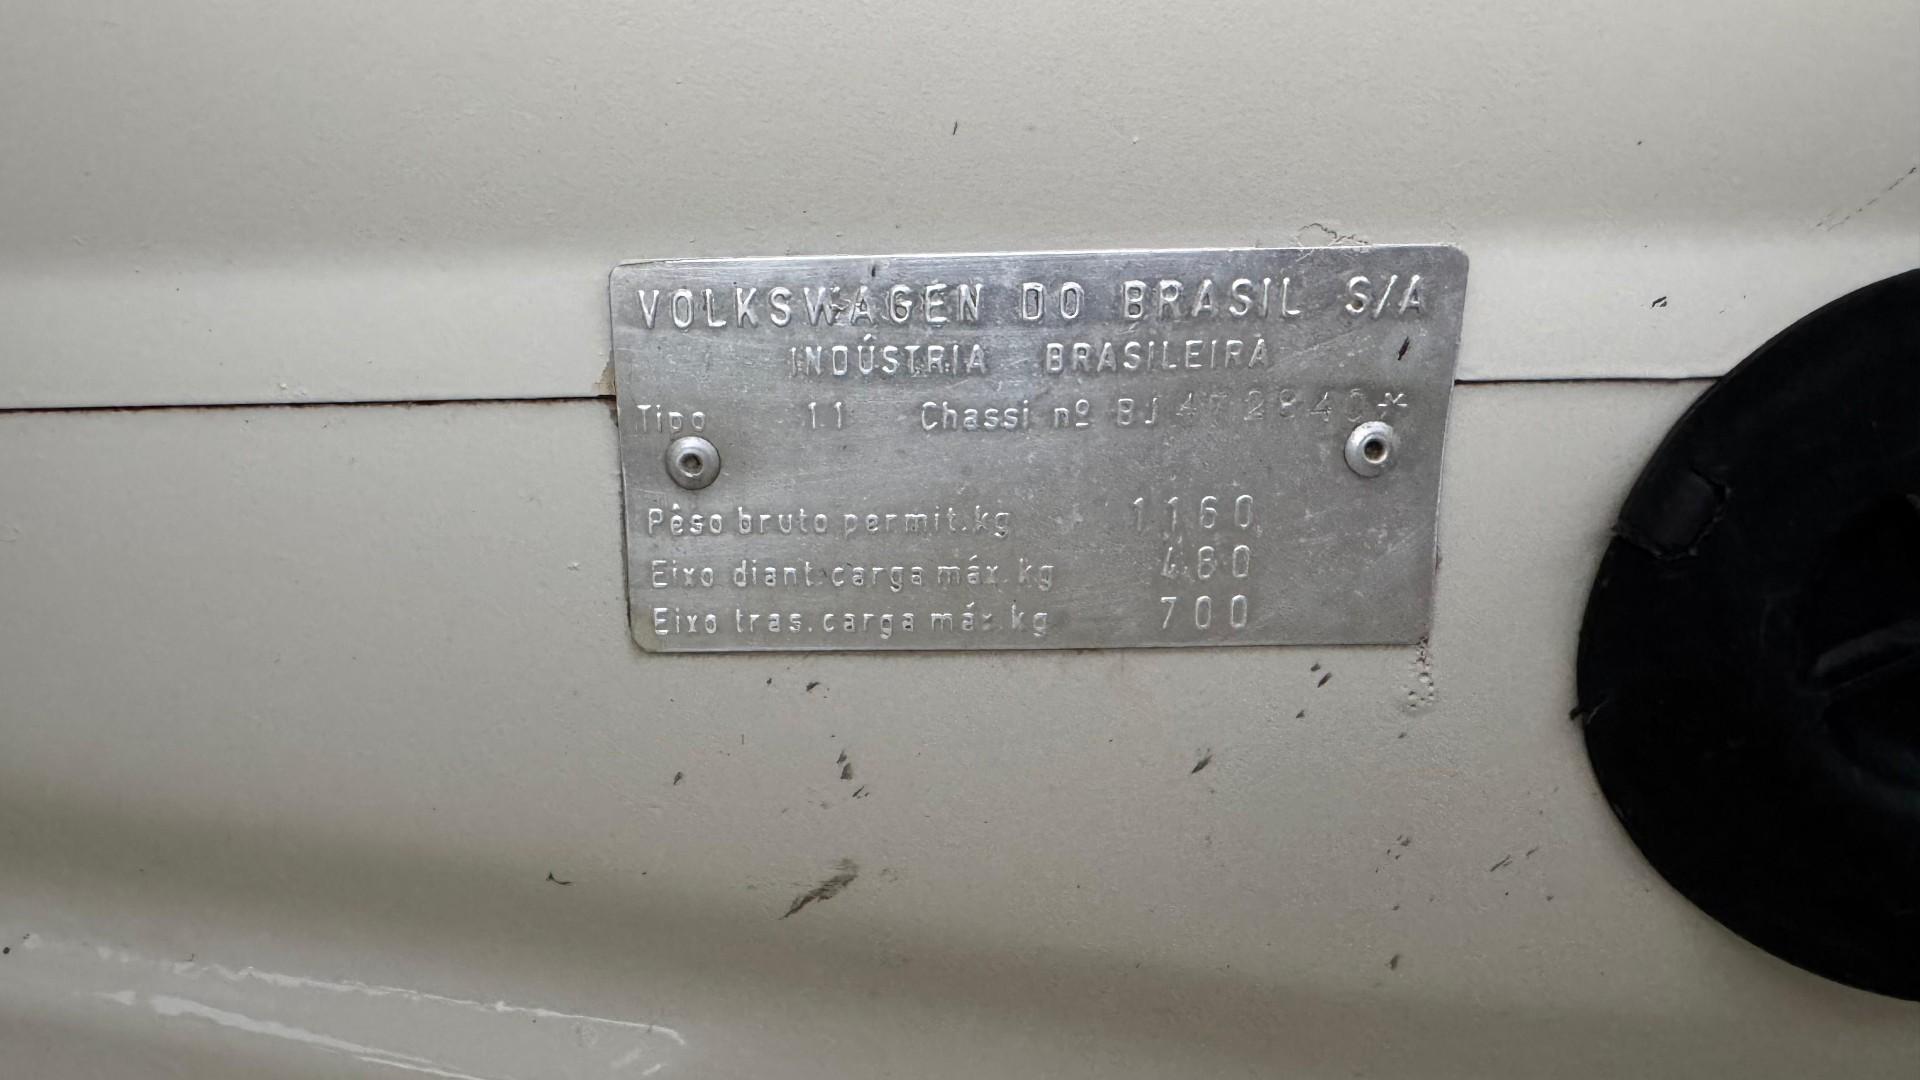 VOLKSWAGEN DO BRASIL S/A
INDÚSTRIA BRASILEIRA
Tipo 11 Chassi nº BJ
Pêso bruto permit.kg 1160
Eixo diant.carga máx.kg 460
Eixo tras.carga máx.kg 700